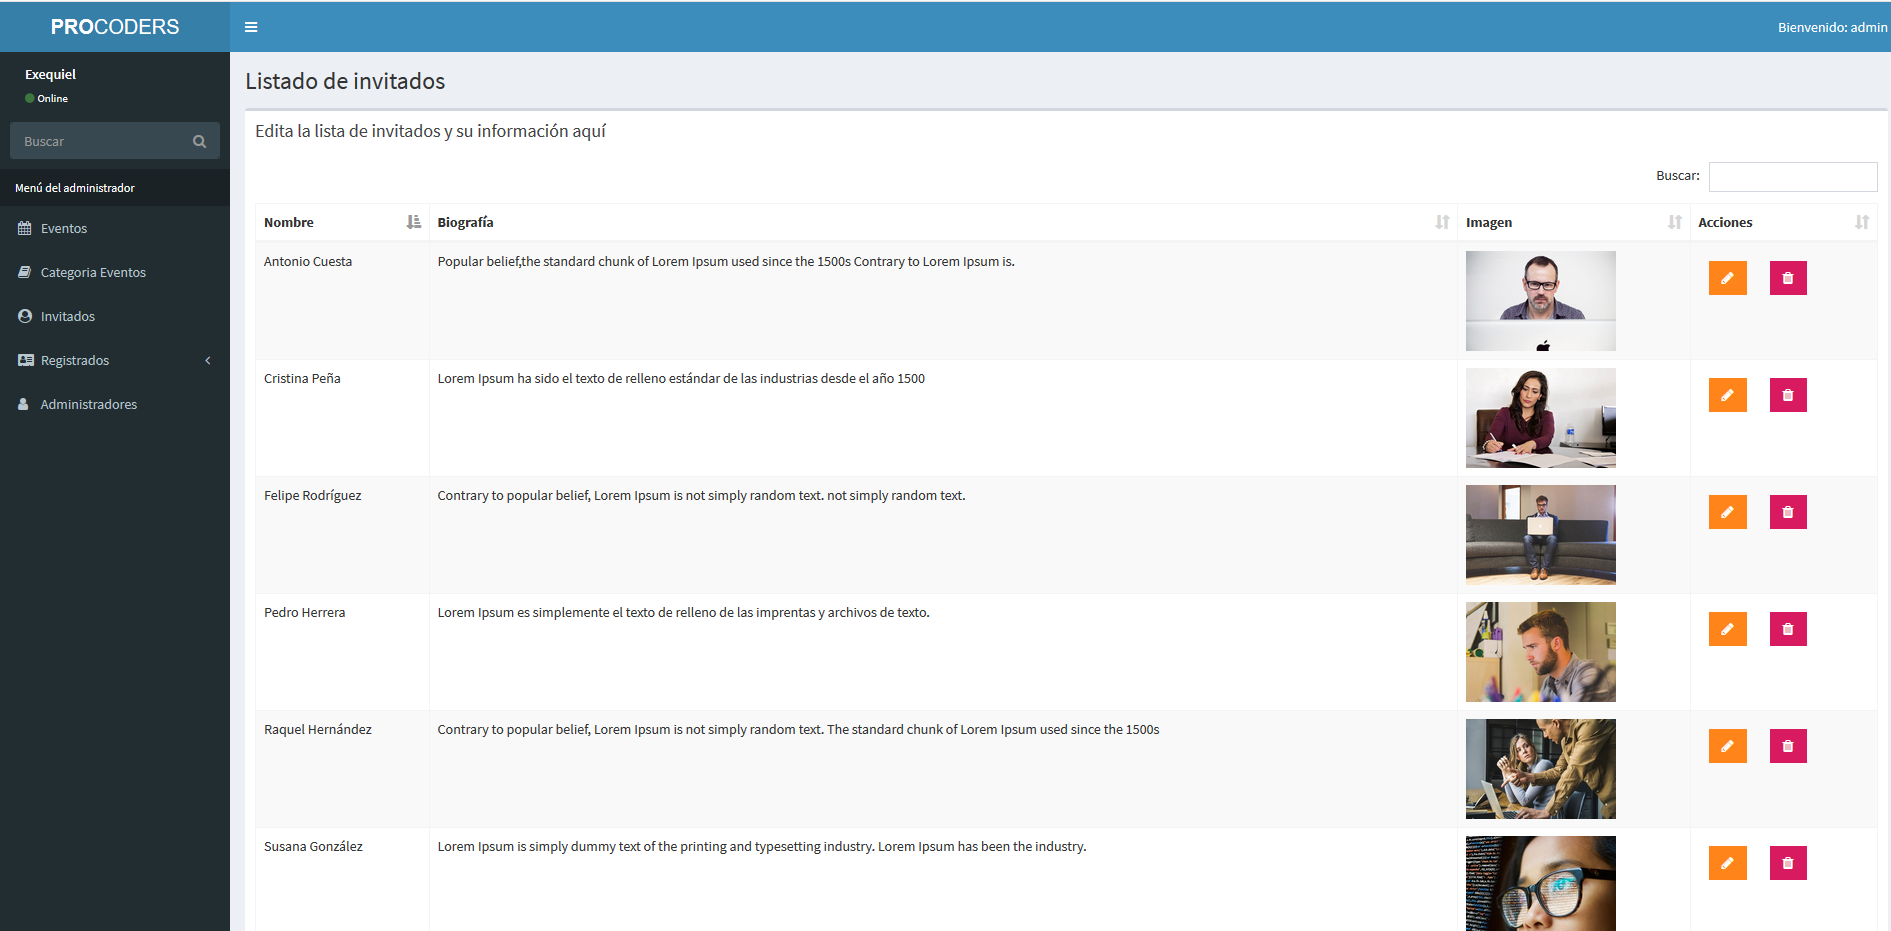 PROCODERS
Bienvenido: admin
Exequiel
Online
Buscar
Menú del administrador
Eventos
Categoria Eventos
Invitados
Registrados
Administradores
Listado de invitados
Edita la lista de invitados y su información aquí
Buscar:
Nombre Biografía Imagen Acciones
Antonio Cuesta Popular belief,the standard chunk of Lorem Ipsum used since the 1500s Contrary to Lorem Ipsum is.
Cristina Peña Lorem Ipsum ha sido el texto de relleno estándar de las industrias desde el año 1500
Felipe Rodríguez Contrary to popular belief, Lorem Ipsum is not simply random text. not simply random text.
Pedro Herrera Lorem Ipsum es simplemente el texto de relleno de las imprentas y archivos de texto.
Raquel Hernández Contrary to popular belief, Lorem Ipsum is not simply random text. The standard chunk of Lorem Ipsum used since the 1500s
Susana González Lorem Ipsum is simply dummy text of the printing and typesetting industry. Lorem Ipsum has been the industry.